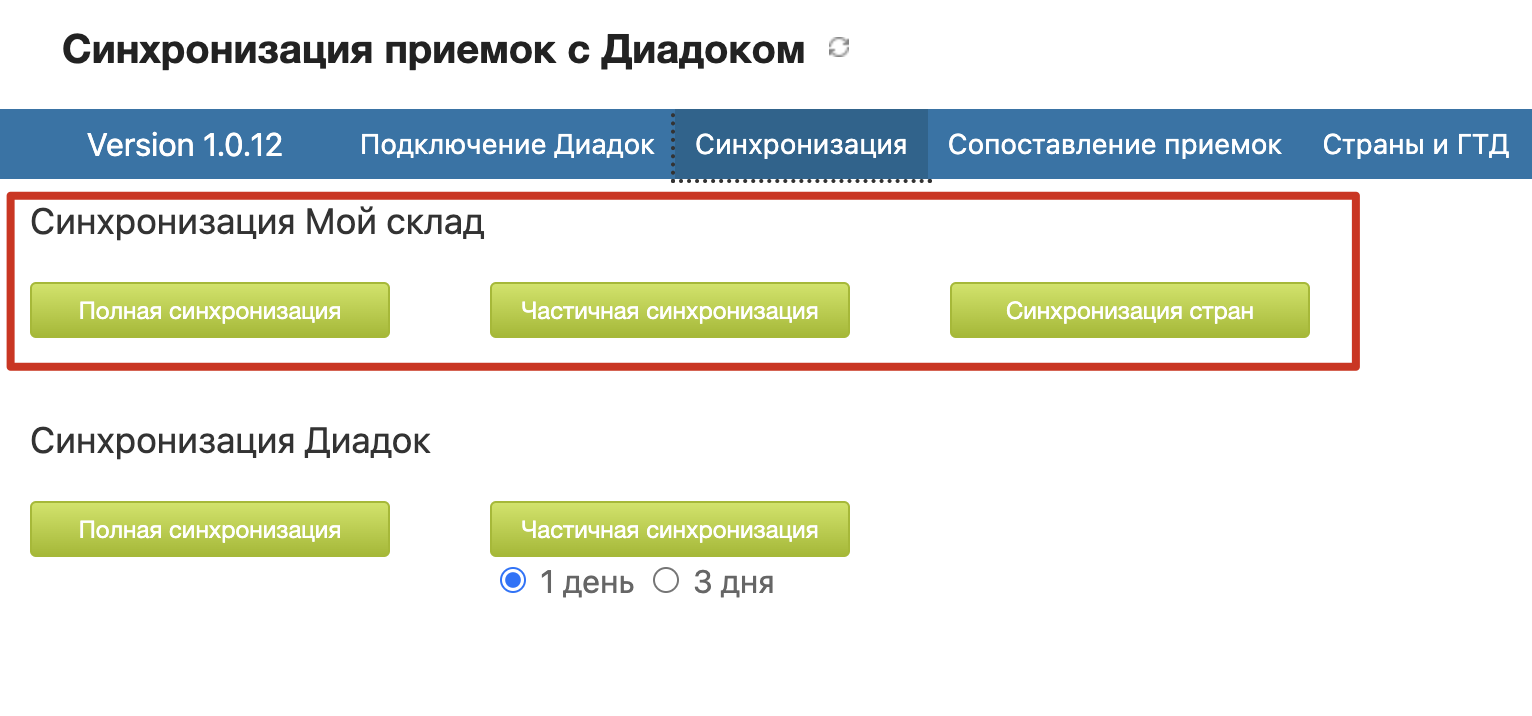 Синхронизация приемок с Диадоком
Version 1.0.12 Подключение Диадок Синхронизация Сопоставление приемок Страны и ГТД
Синхронизация Мой склад
Полная синхронизация Частичная синхронизация Синхронизация стран
Синхронизация Диадок
Полная синхронизация Частичная синхронизация
1 день 3 дня